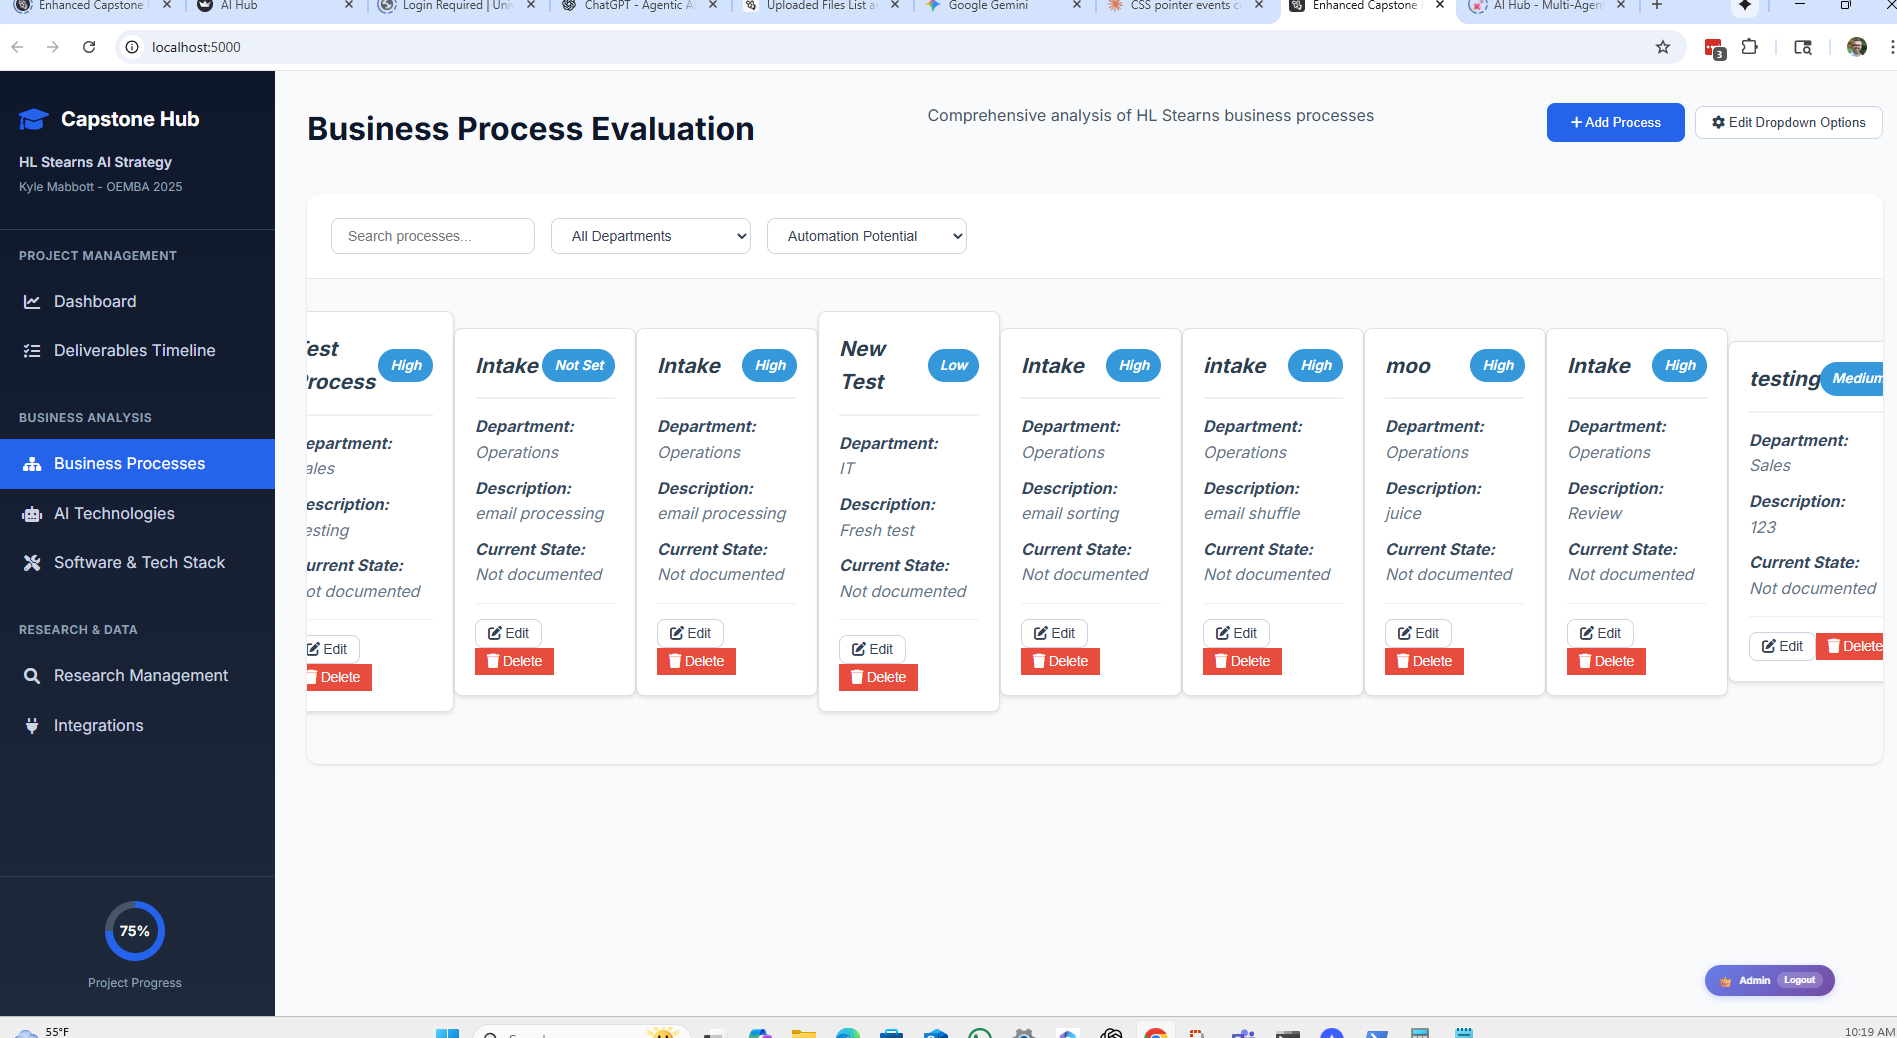 Enhanced Capstone
AI Hub
Login Required | Uni
ChatGPT - Agentic A
Uploaded Files List a
Google Gemini
CSS pointer events c
Enhanced Capstone
AI Hub - Multi-Agen
localhost:5000
3
Capstone Hub
HL Stearns AI Strategy
Kyle Mabbott - OEMBA 2025
PROJECT MANAGEMENT
Dashboard
Deliverables Timeline
BUSINESS ANALYSIS
Business Processes
AI Technologies
Software & Tech Stack
RESEARCH & DATA
Research Management
Integrations
75%
Project Progress
Business Process Evaluation
Comprehensive analysis of HL Stearns business processes
+ Add Process
Edit Dropdown Options
Search processes...
All Departments
Automation Potential
est
rocess
High
epartment:
ales
escription:
esting
urrent State:
ot documented
Edit
Delete
Intake
Not Set
Department:
Operations
Description:
email processing
Current State:
Not documented
Edit
Delete
Intake
High
Department:
Operations
Description:
email processing
Current State:
Not documented
Edit
Delete
New
Test
Low
Department:
IT
Description:
Fresh test
Current State:
Not documented
Edit
Delete
Intake
High
Department:
Operations
Description:
email sorting
Current State:
Not documented
Edit
Delete
intake
High
Department:
Operations
Description:
email shuffle
Current State:
Not documented
Edit
Delete
moo
High
Department:
Operations
Description:
juice
Current State:
Not documented
Edit
Delete
Intake
High
Department:
Operations
Description:
Review
Current State:
Not documented
Edit
Delete
testing
Medium
Department:
Sales
Description:
123
Current State:
Not documented
Edit
Delete
Admin
Logout
55°F
10:19 AM